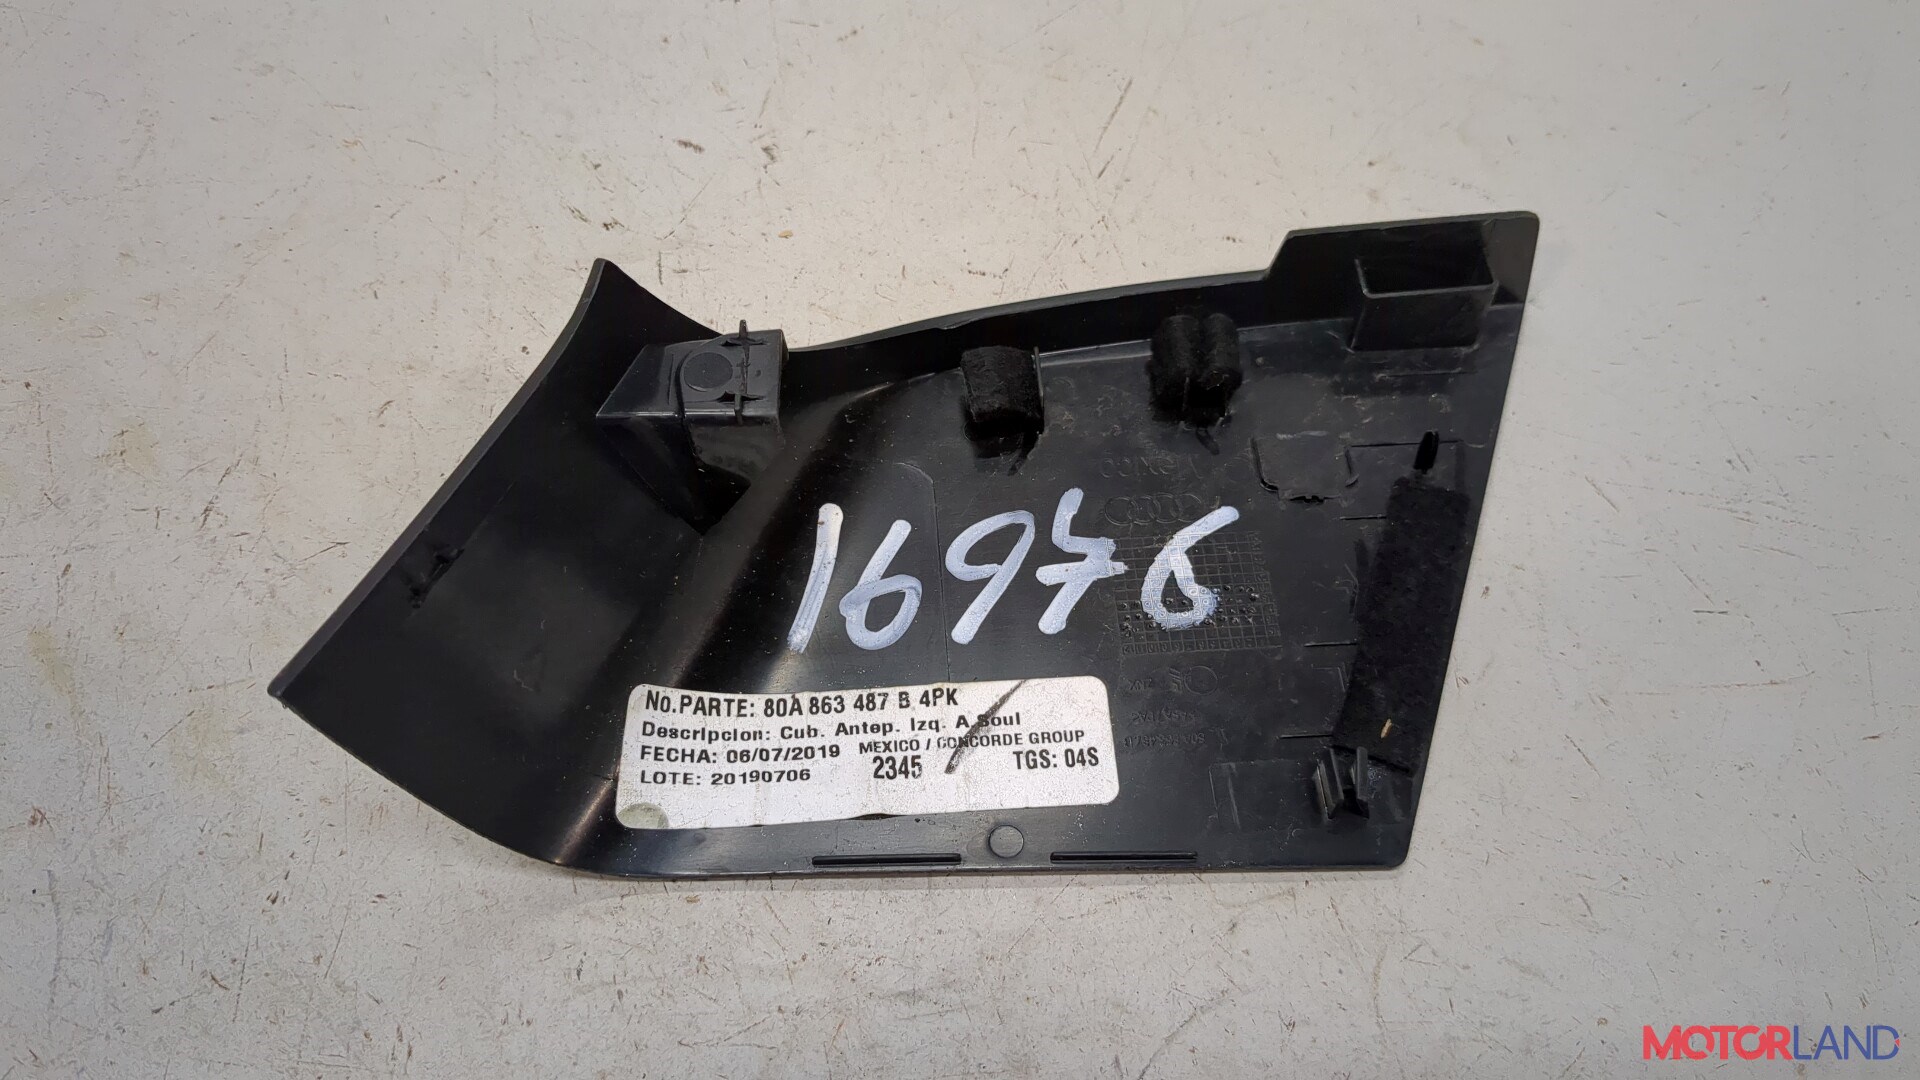 No.PARTE: 80A 863 487 B 4PK
Descripcion: Cub. Antep. Izq. A.Soul
FECHA: 06/07/2019 MEXICO / CONCORDE GROUP
LOTE: 20190706 2345 TGS: 04S
MOTORLAND